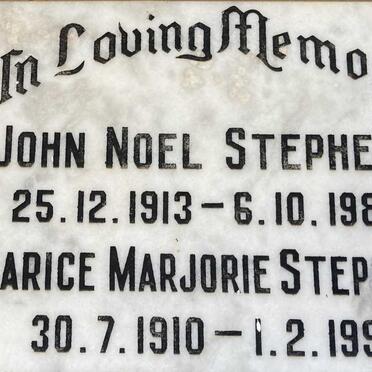 In Loving Memo
JOHN NOEL STEPHE
25.12.1913 – 6.10.198
ARICE MARJORIE STEP
30.7.1910 – 1.2.199